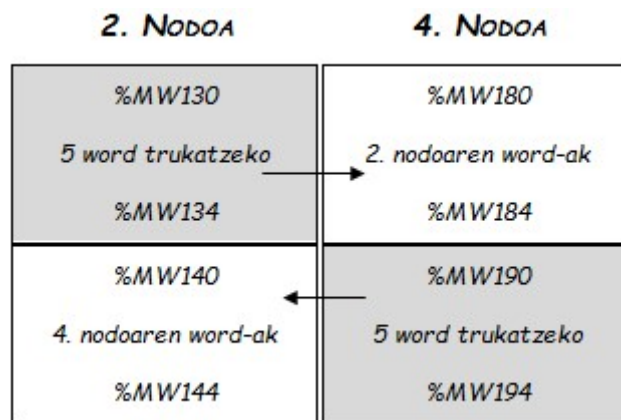 2. NODOA
4. NODOA
%MW130
5 word trukatzeko
%MW134
%MW180
2. nodoaren word-ak
%MW184
%MW140
4. nodoaren word-ak
%MW144
%MW190
5 word trukatzeko
%MW194